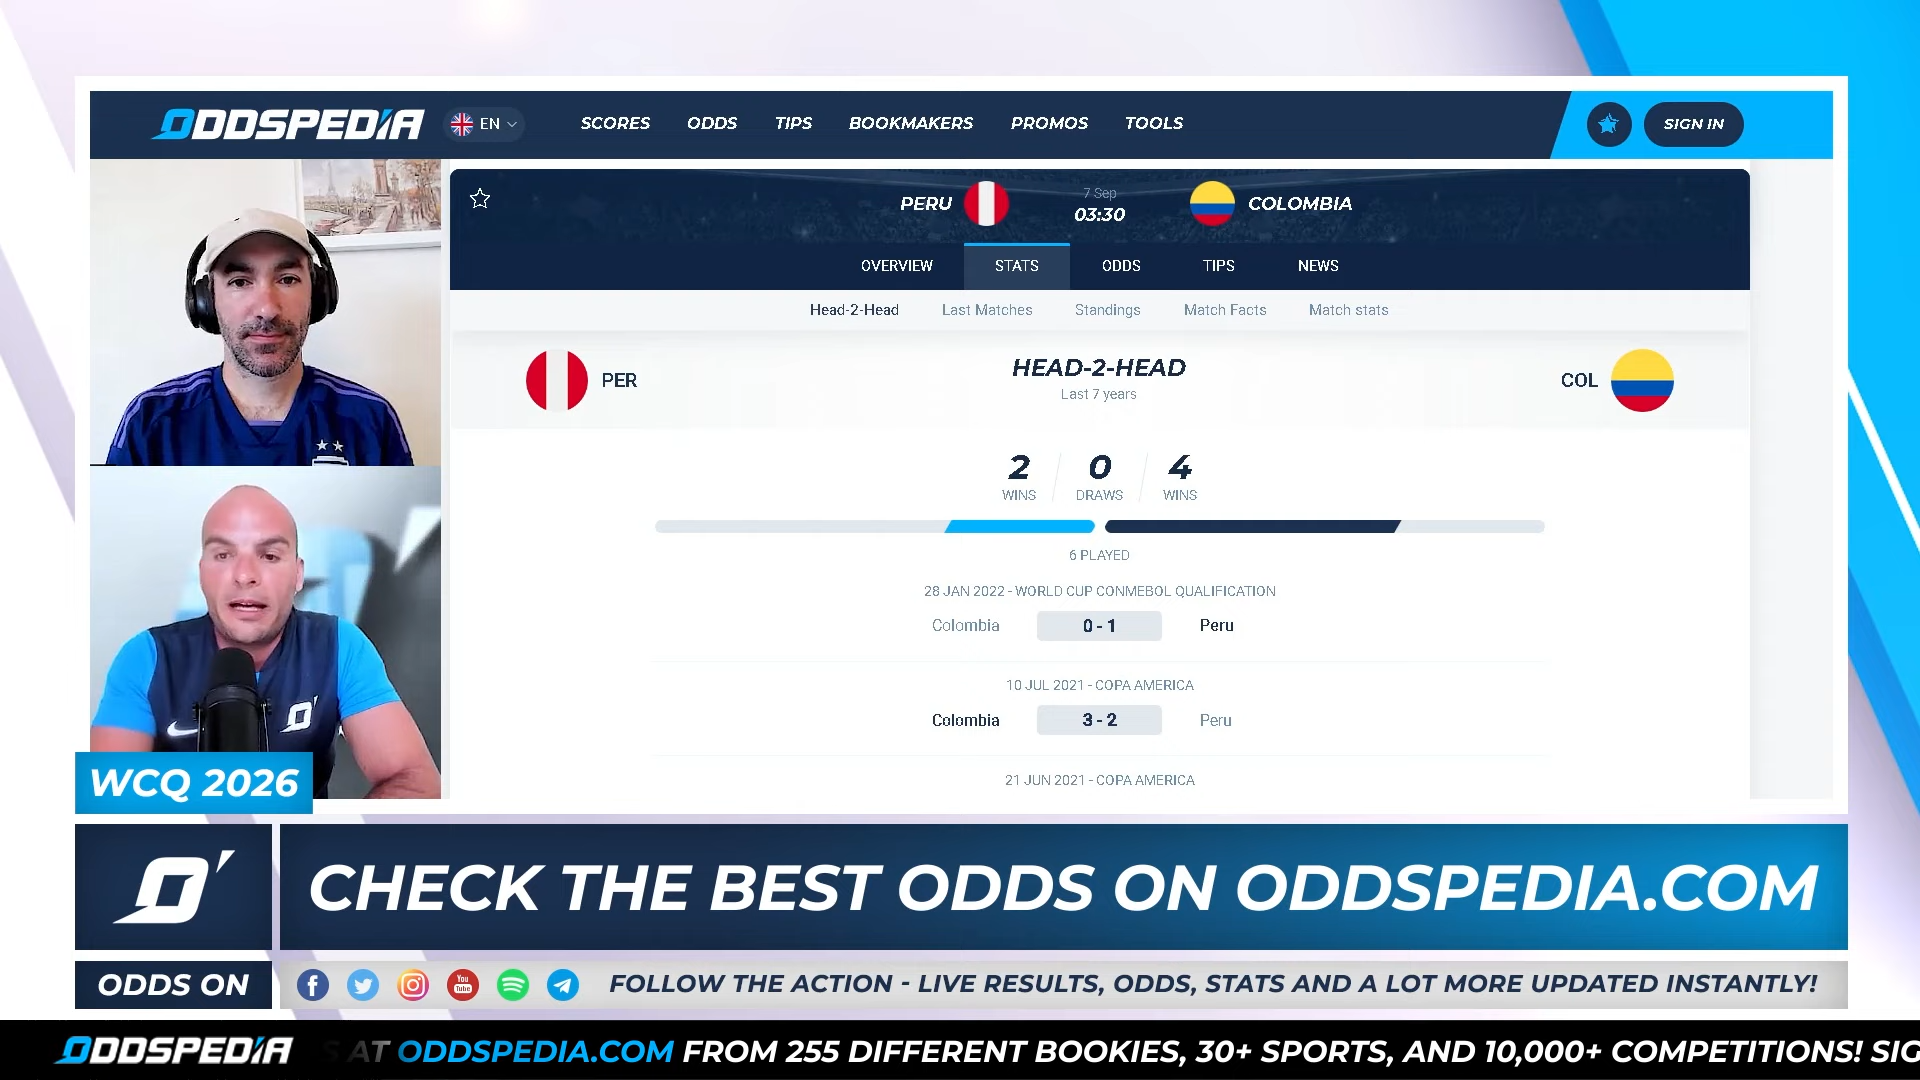 ODDSPEDIA
EN
SCORES ODDS TIPS BOOKMAKERS PROMOS TOOLS
SIGN IN
PERU
7 Sep
03:30
COLOMBIA
OVERVIEW STATS ODDS TIPS NEWS
Head-2-Head Last Matches Standings Match Facts Match stats
PER
HEAD-2-HEAD
Last 7 years
COL
2 0 4
WINS DRAWS WINS
6 PLAYED
28 JAN 2022 - WORLD CUP CONMEBOL QUALIFICATION
Colombia 0 - 1 Peru
10 JUL 2021 - COPA AMERICA
Colombia 3 - 2 Peru
21 JUN 2021 - COPA AMERICA
WCQ 2026
CHECK THE BEST ODDS ON ODDSPEDIA.COM
ODDS ON
You
Tube
FOLLOW THE ACTION - LIVE RESULTS, ODDS, STATS AND A LOT MORE UPDATED INSTANTLY!
ODDSPEDIA
S AT ODDSPEDIA.COM FROM 255 DIFFERENT BOOKIES, 30+ SPORTS, AND 10,000+ COMPETITIONS! SIG